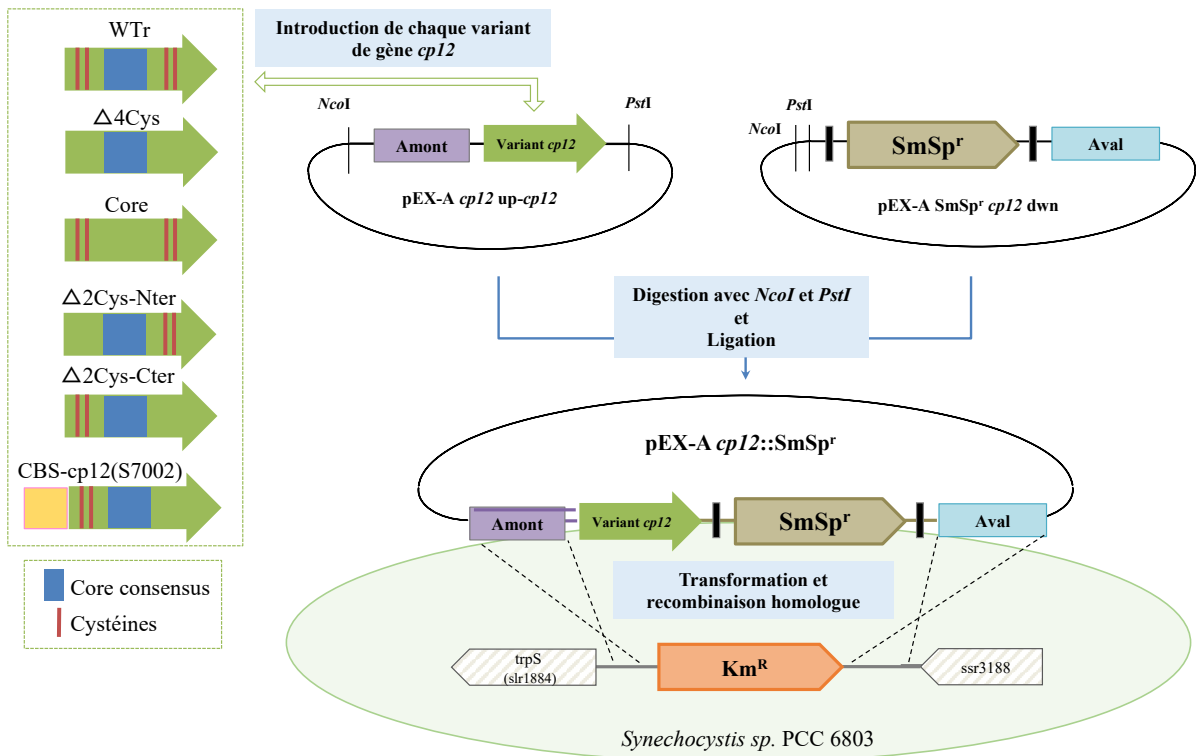 WTr
△4Cys
Core
△2Cys-Nter
△2Cys-Cter
CBS-cp12(S7002)
Core consensus
Cystéines
Introduction de chaque variant
de gène cp12
NcoI
PstI
Amont
Variant cp12
pEX-A cp12 up-cp12
PstI
NcoI
SmSpʳ
Aval
pEX-A SmSpʳ cp12 dwn
Digestion avec NcoI et PstI
et
Ligation
pEX-A cp12::SmSpʳ
Amont
Variant cp12
SmSpʳ
Aval
Transformation et
recombinaison homologue
trpS
(slr1884)
Kmᴿ
ssr3188
Synechocystis sp. PCC 6803